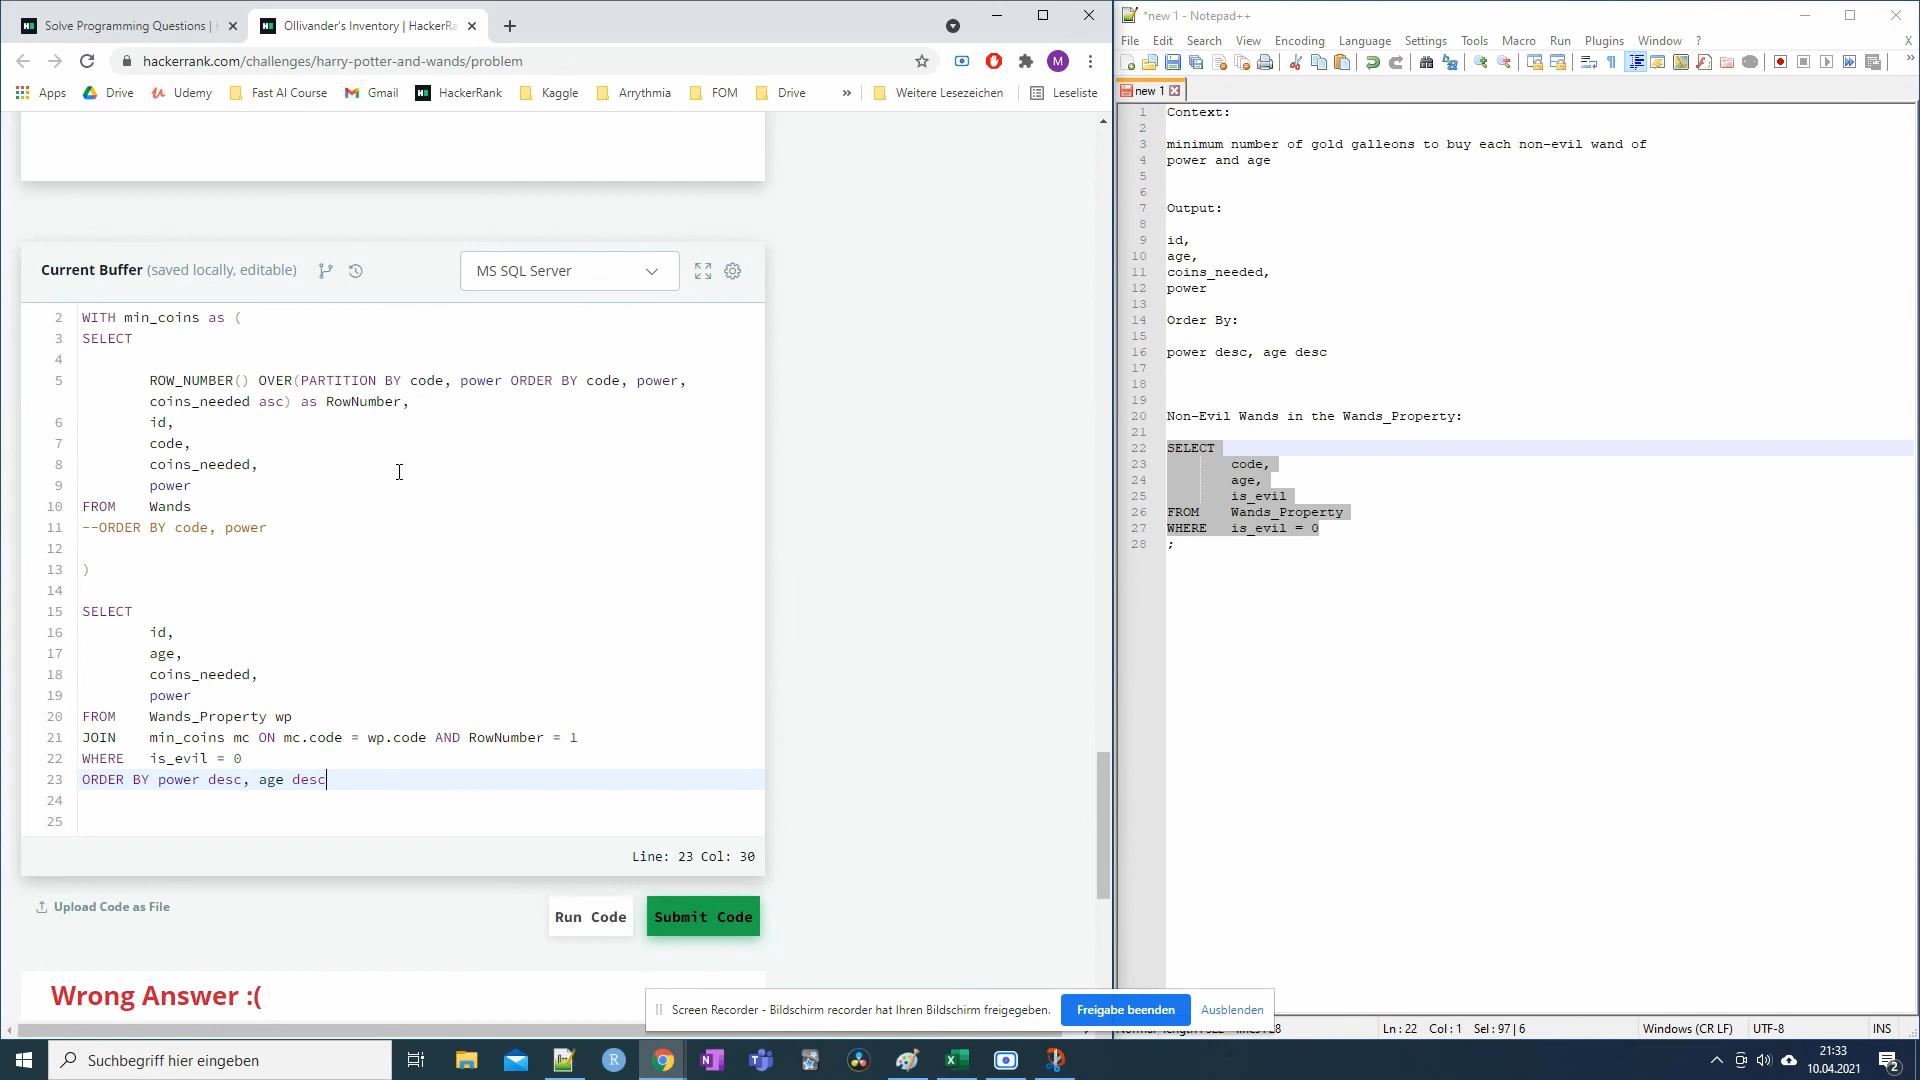 Solve Programming Questions |
Ollivander's Inventory | HackerRa
*new 1 - Notepad++
hackerrank.com/challenges/harry-potter-and-wands/problem
M
File Edit Search View Encoding Language Settings Tools Macro Run Plugins Window ? X
Apps Drive Udemy Fast AI Course Gmail HackerRank Kaggle Arrythmia FOM Drive » Weitere Lesezeichen Leseliste
new 1
Current Buffer (saved locally, editable)
MS SQL Server
2 WITH min_coins as (
3 SELECT
4
5 ROW_NUMBER() OVER(PARTITION BY code, power ORDER BY code, power,
coins_needed asc) as RowNumber,
6 id,
7 code,
8 coins_needed,
9 power
10 FROM Wands
11 --ORDER BY code, power
12
13 )
14
15 SELECT
16 id,
17 age,
18 coins_needed,
19 power
20 FROM Wands_Property wp
21 JOIN min_coins mc ON mc.code = wp.code AND RowNumber = 1
22 WHERE is_evil = 0
23 ORDER BY power desc, age desc
24
25
Line: 23 Col: 30
Upload Code as File
Run Code
Submit Code
Wrong Answer :(
1 Context:
2
3 minimum number of gold galleons to buy each non-evil wand of
4 power and age
5
6
7 Output:
8
9 id,
10 age,
11 coins_needed,
12 power
13
14 Order By:
15
16 power desc, age desc
17
18
19
20 Non-Evil Wands in the Wands_Property:
21
22 SELECT
23 code,
24 age,
25 is_evil
26 FROM Wands_Property
27 WHERE is_evil = 0
28 ;
Screen Recorder - Bildschirm recorder hat Ihren Bildschirm freigegeben. Freigabe beenden Ausblenden
Ln: 22 Col: 1 Sel: 97 | 6 Windows (CR LF) UTF-8 INS
Suchbegriff hier eingeben
21:33
10.04.2021
2